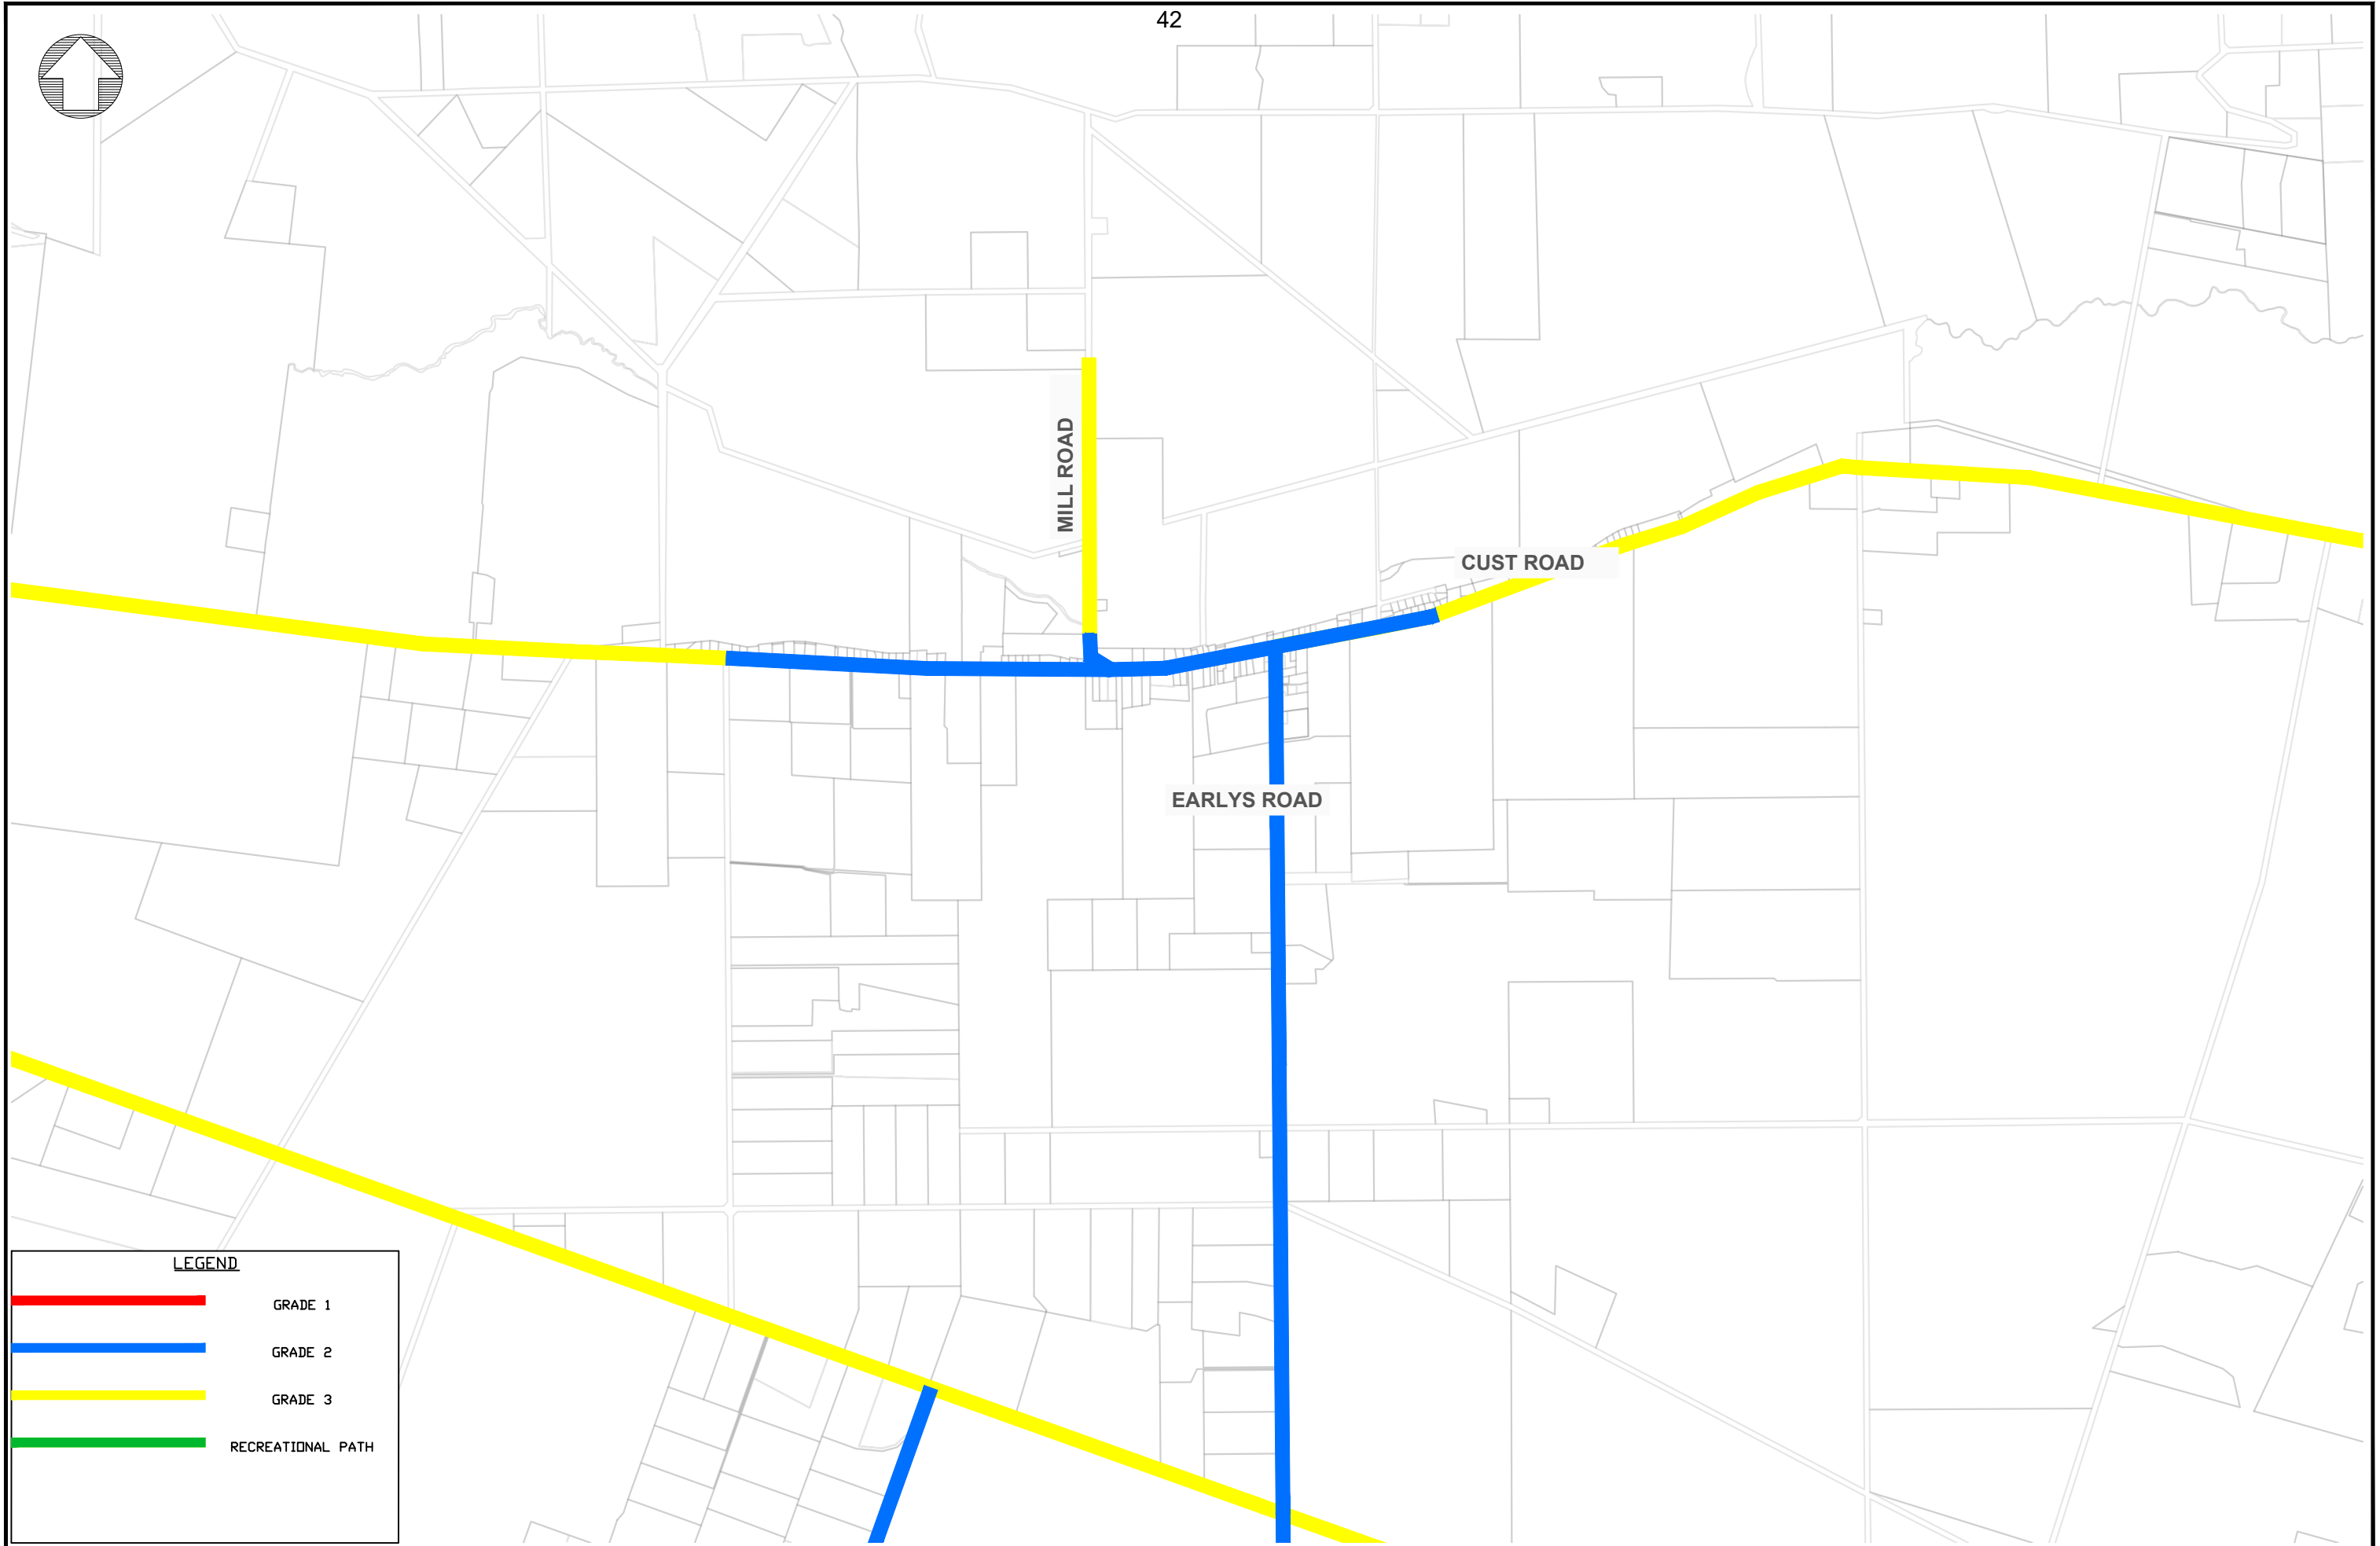 42
MILL ROAD
CUST ROAD
EARLYS ROAD
LEGEND
GRADE 1
GRADE 2
GRADE 3
RECREATIONAL PATH